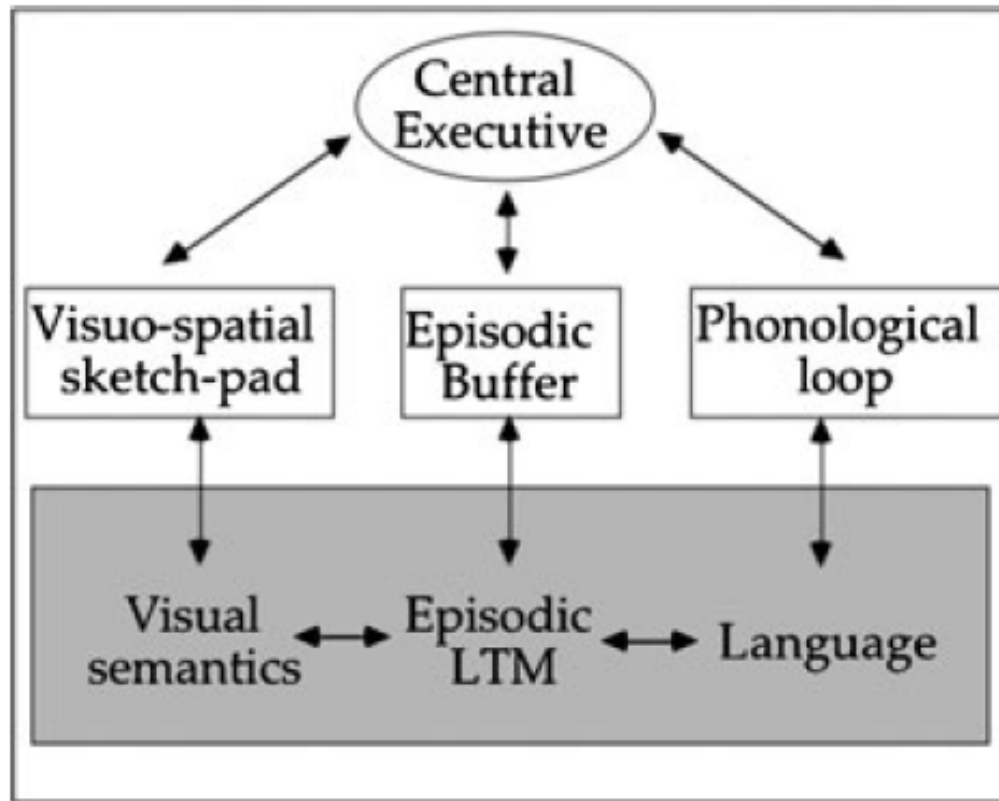 Central
Executive
Visuo-spatial
sketch-pad
Episodic
Buffer
Phonological
loop
Visual
semantics
Episodic
LTM
Language